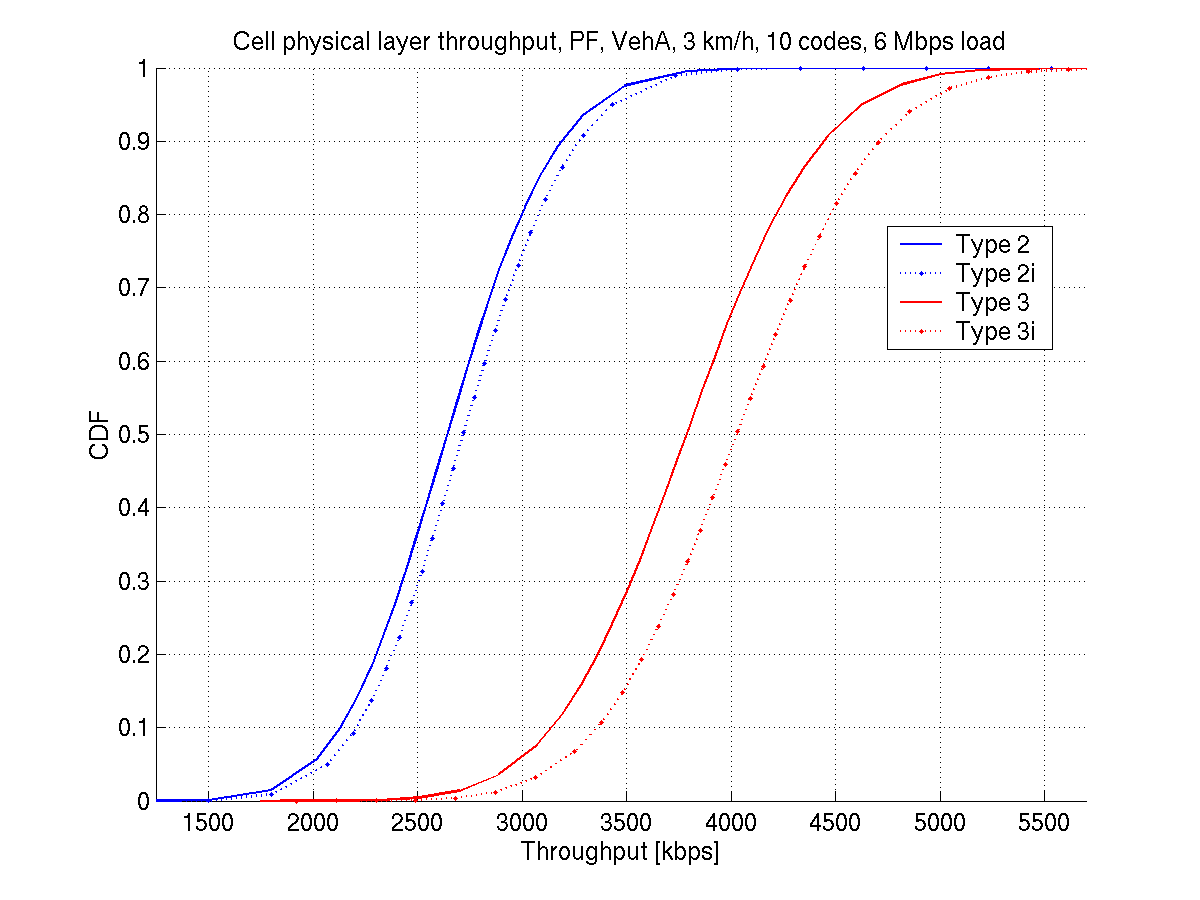 Cell physical layer throughput, PF, VehA, 3 km/h, 10 codes, 6 Mbps load
1
0.9
0.8
0.7
0.6
0.5
0.4
0.3
0.2
0.1
0
CDF
Type 2
Type 2i
Type 3
Type 3i
1500 2000 2500 3000 3500 4000 4500 5000 5500
Throughput [kbps]